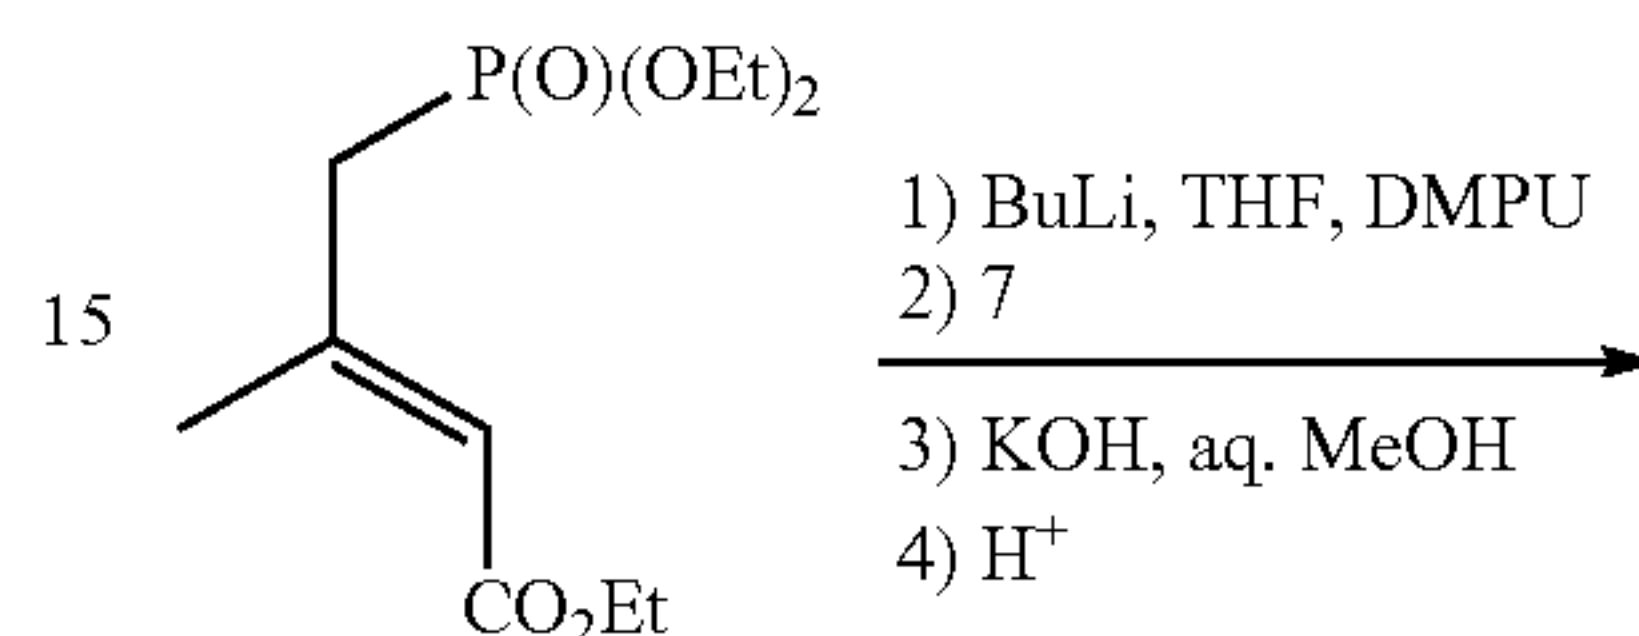 P(O)(OEt)₂
1) BuLi, THF, DMPU
2) 7
15
3) KOH, aq. MeOH
4) H⁺
CO₂Et